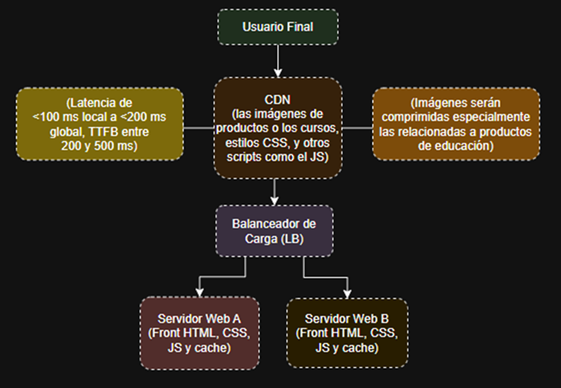 Usuario Final
(Latencia de
<100 ms local a <200 ms
global, TTFB entre
200 y 500 ms)
CDN
(las imágenes de
productos o los cursos,
estilos CSS, y otros
scripts como el JS)
(Imágenes serán
comprimidas especialmente
las relacionadas a productos
de educación)
Balanceador de
Carga (LB)
Servidor Web A
(Front HTML, CSS,
JS y cache)
Servidor Web B
(Front HTML, CSS,
JS y cache)